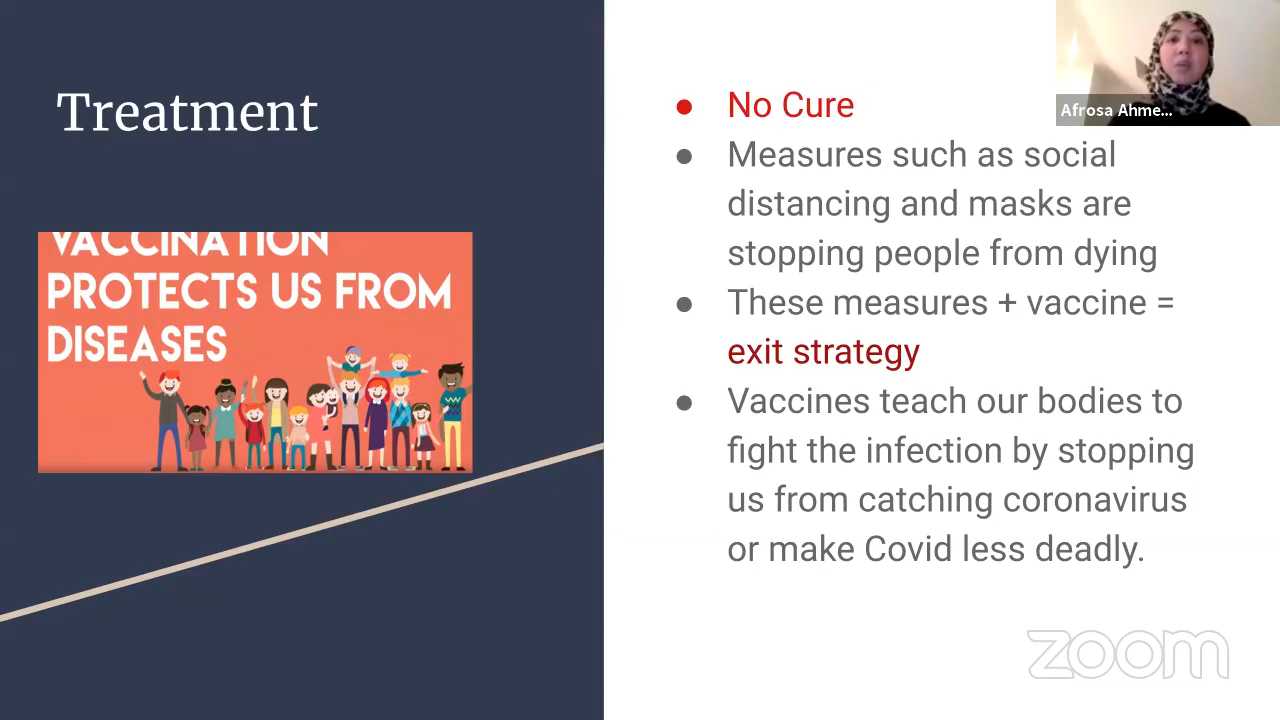 Treatment
VACCINATION
PROTECTS US FROM
DISEASES
● No Cure
● Measures such as social
distancing and masks are
stopping people from dying
● These measures + vaccine =
exit strategy
● Vaccines teach our bodies to
fight the infection by stopping
us from catching coronavirus
or make Covid less deadly.
Afrosa Ahme...
zoom